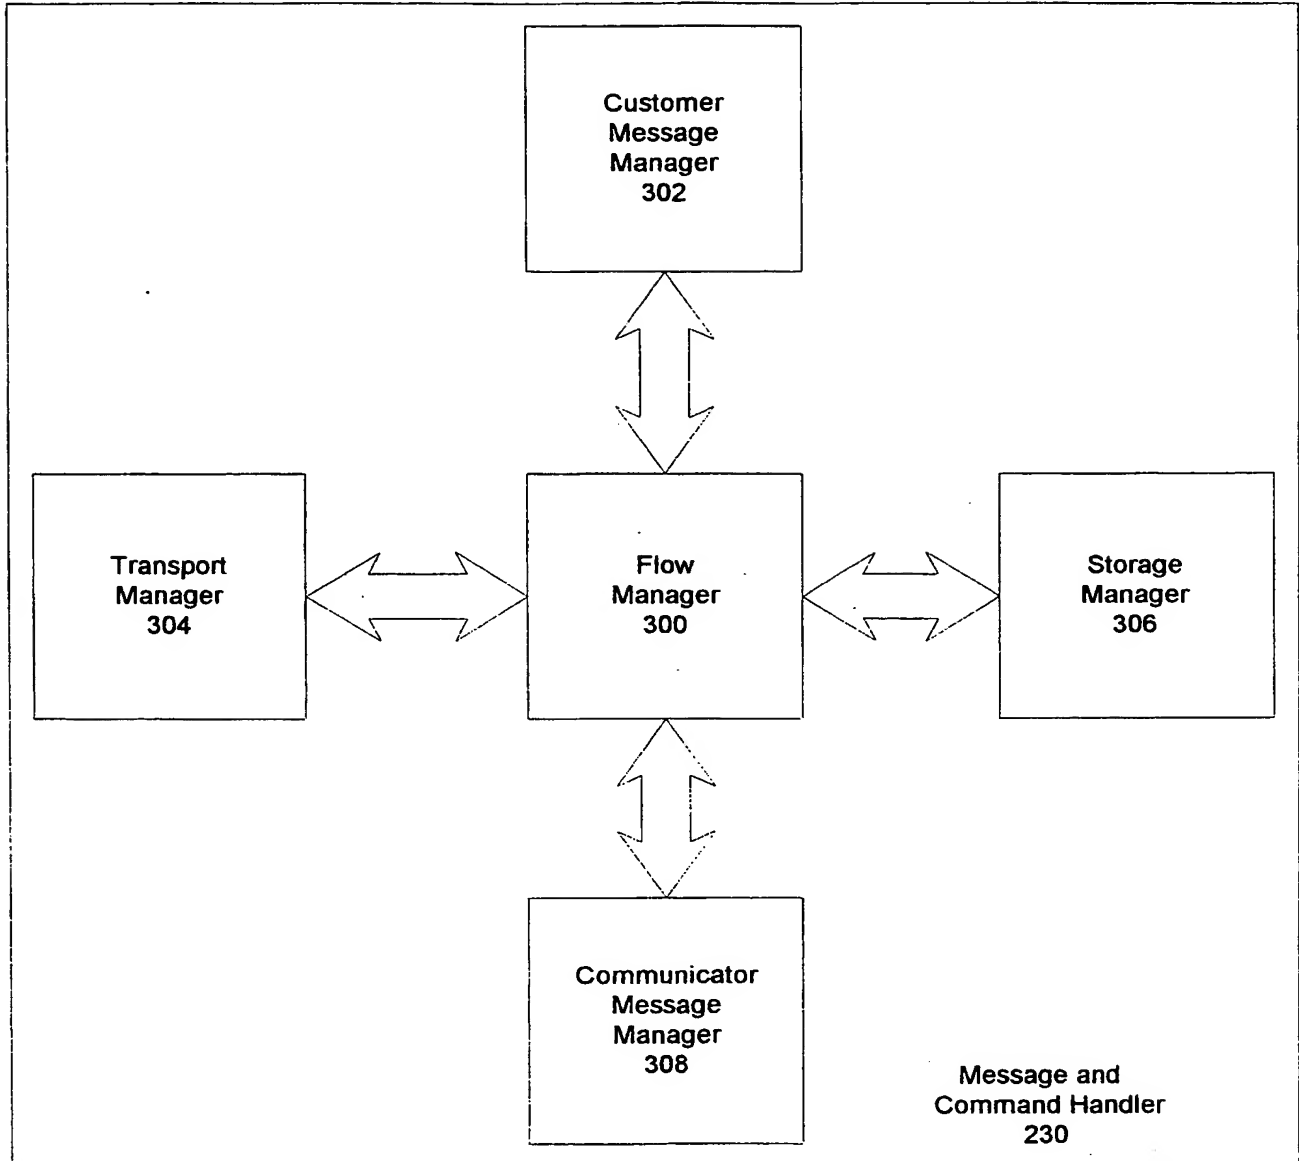 Customer
Message
Manager
302
Transport
Manager
304
Flow
Manager
300
Storage
Manager
306
Communicator
Message
Manager
308
Message and
Command Handler
230